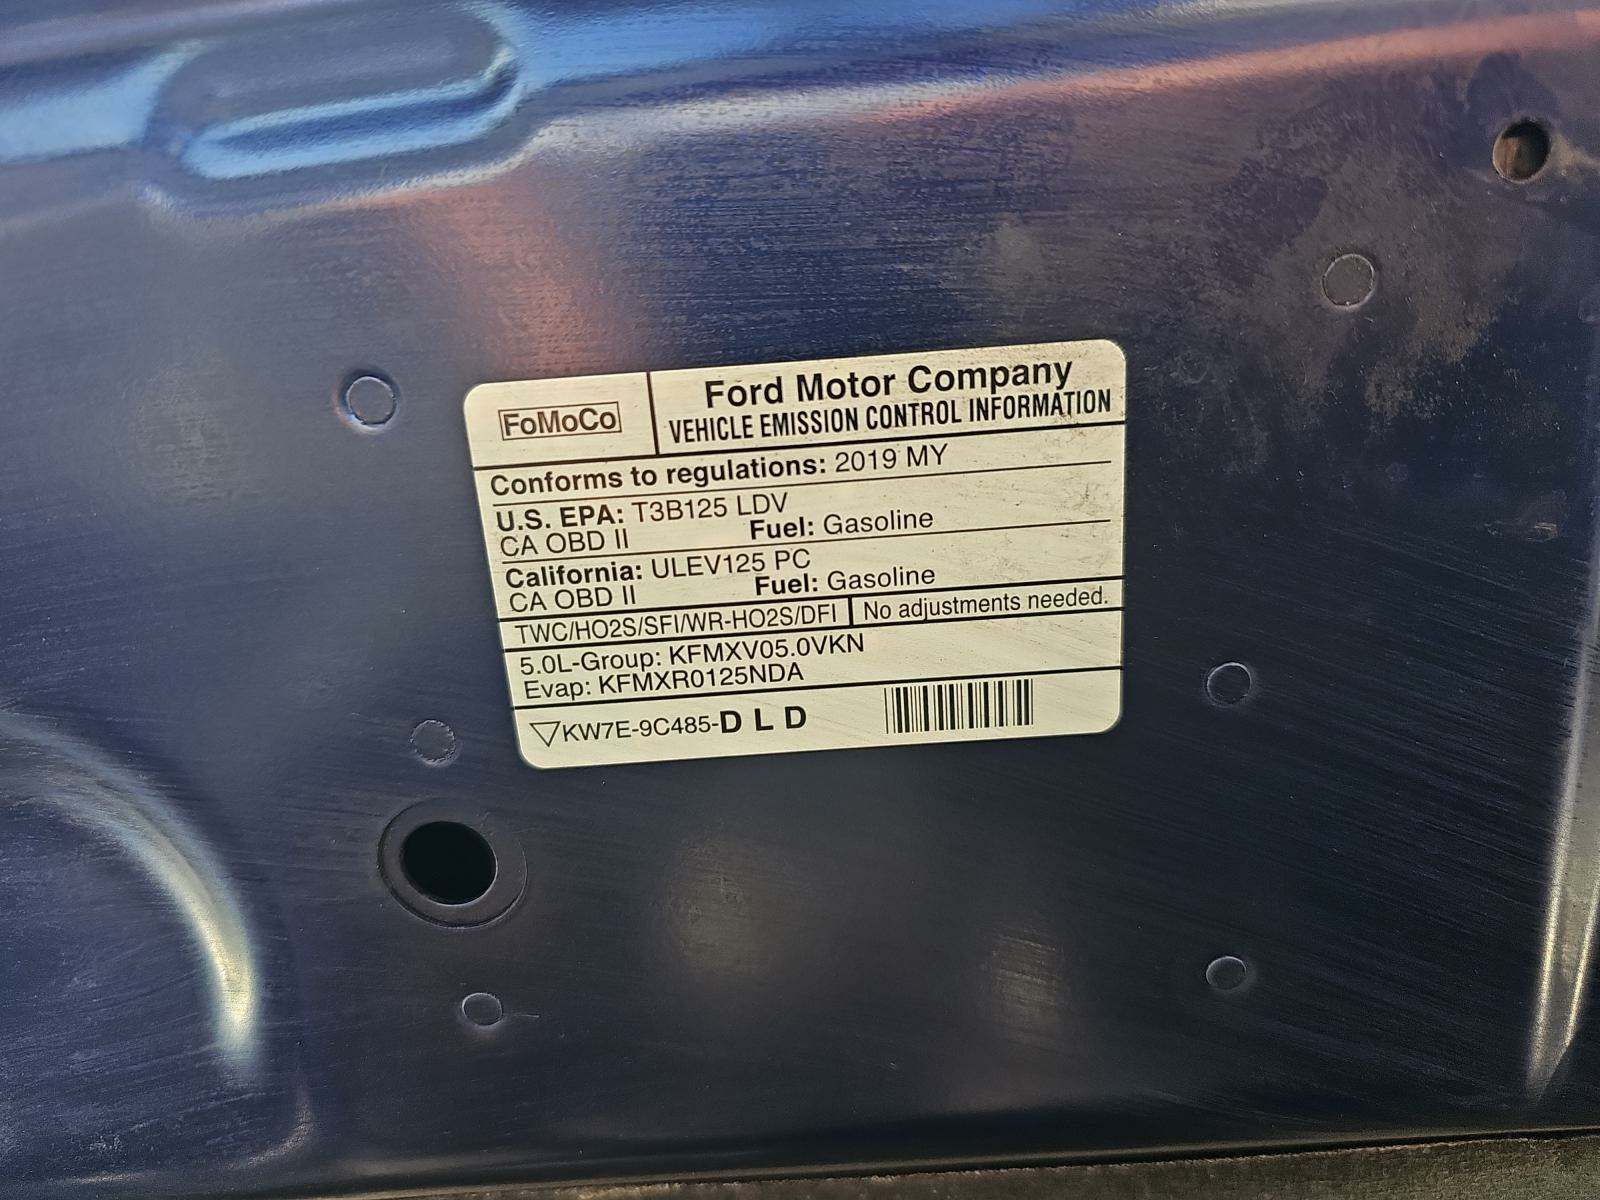 FoMoCo
Ford Motor Company
VEHICLE EMISSION CONTROL INFORMATION
Conforms to regulations: 2019 MY
U.S. EPA: T3B125 LDV
CA OBD II Fuel: Gasoline
California: ULEV125 PC
CA OBD II Fuel: Gasoline
TWC/HO2S/SFI/WR-HO2S/DFI No adjustments needed.
5.0L-Group: KFMXV05.0VKN
Evap: KFMXR0125NDA
▽KW7E-9C485-D L D